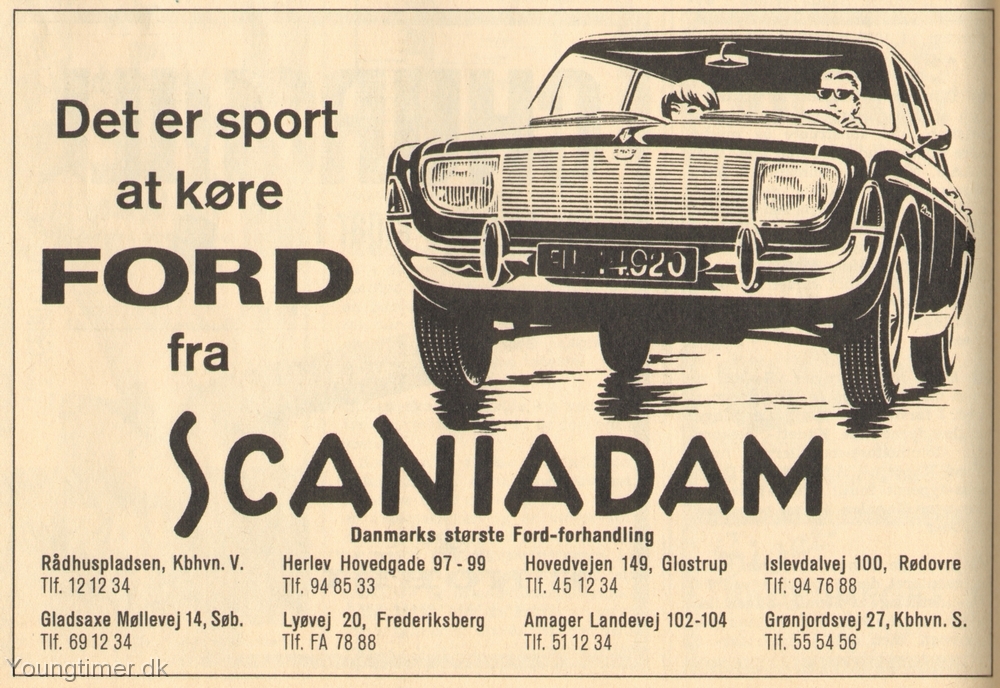 Det er sport
at køre
FORD
fra
SCANIADAM
Danmarks største Ford-forhandling
Rådhuspladsen, Kbhvn. V.
Tlf. 12 12 34
Herlev Hovedgade 97 - 99
Tlf. 94 85 33
Hovedvejen 149, Glostrup
Tlf. 45 12 34
Islevdalvej 100, Rødovre
Tlf. 94 76 88
Gladsaxe Møllevej 14, Søb.
Tlf. 69 12 34
Lyøvej 20, Frederiksberg
Tlf. FA 78 88
Amager Landevej 102-104
Tlf. 51 12 34
Grønjordsvej 27, Kbhvn. S.
Tlf. 55 54 56
Youngtimer.dk